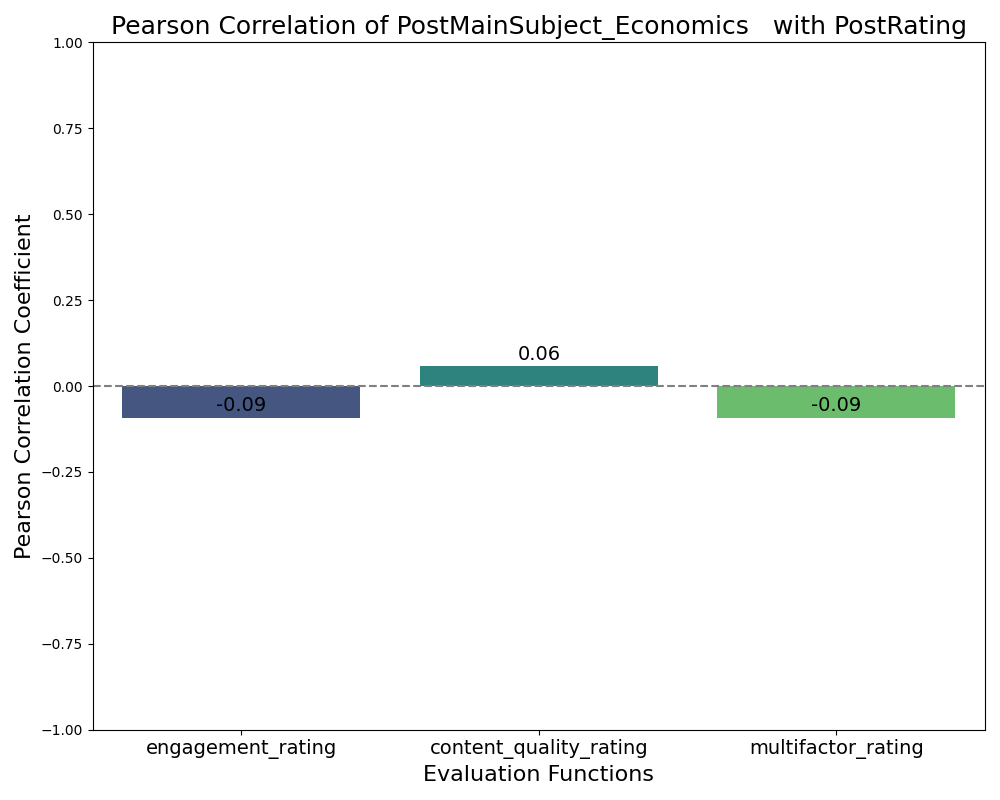 Pearson Correlation of PostMainSubject_Economics   with PostRating
Pearson Correlation Coefficient
1.00
0.75
0.50
0.25
0.00
−0.25
−0.50
−0.75
−1.00
-0.09
0.06
-0.09
engagement_rating
content_quality_rating
multifactor_rating
Evaluation Functions